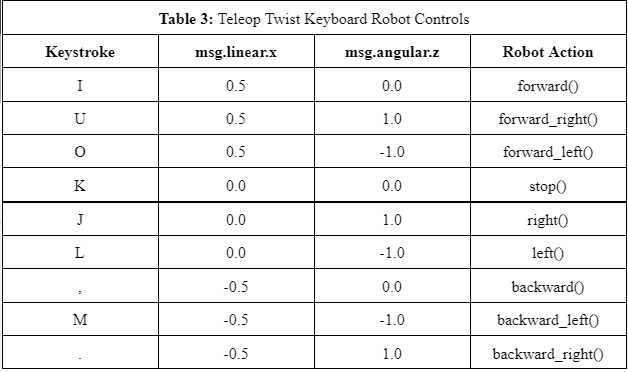 Table 3: Teleop Twist Keyboard Robot Controls
Keystroke msg.linear.x msg.angular.z Robot Action
I 0.5 0.0 forward()
U 0.5 1.0 forward_right()
O 0.5 -1.0 forward_left()
K 0.0 0.0 stop()
J 0.0 1.0 right()
L 0.0 -1.0 left()
, -0.5 0.0 backward()
M -0.5 -1.0 backward_left()
. -0.5 1.0 backward_right()